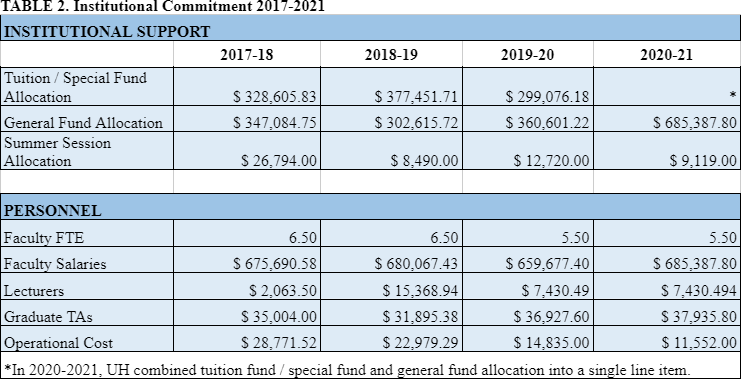 TABLE 2. Institutional Commitment 2017-2021
INSTITUTIONAL SUPPORT
2017-18 2018-19 2019-20 2020-21
Tuition / Special Fund
Allocation $ 328,605.83 $ 377,451.71 $ 299,076.18 *
General Fund Allocation $ 347,084.75 $ 302,615.72 $ 360,601.22 $ 685,387.80
Summer Session
Allocation $ 26,794.00 $ 8,490.00 $ 12,720.00 $ 9,119.00
PERSONNEL
Faculty FTE 6.50 6.50 5.50 5.50
Faculty Salaries $ 675,690.58 $ 680,067.43 $ 659,677.40 $ 685,387.80
Lecturers $ 2,063.50 $ 15,368.94 $ 7,430.49 $ 7,430.494
Graduate TAs $ 35,004.00 $ 31,895.38 $ 36,927.60 $ 37,935.80
Operational Cost $ 28,771.52 $ 22,979.29 $ 14,835.00 $ 11,552.00
*In 2020-2021, UH combined tuition fund / special fund and general fund allocation into a single line item.